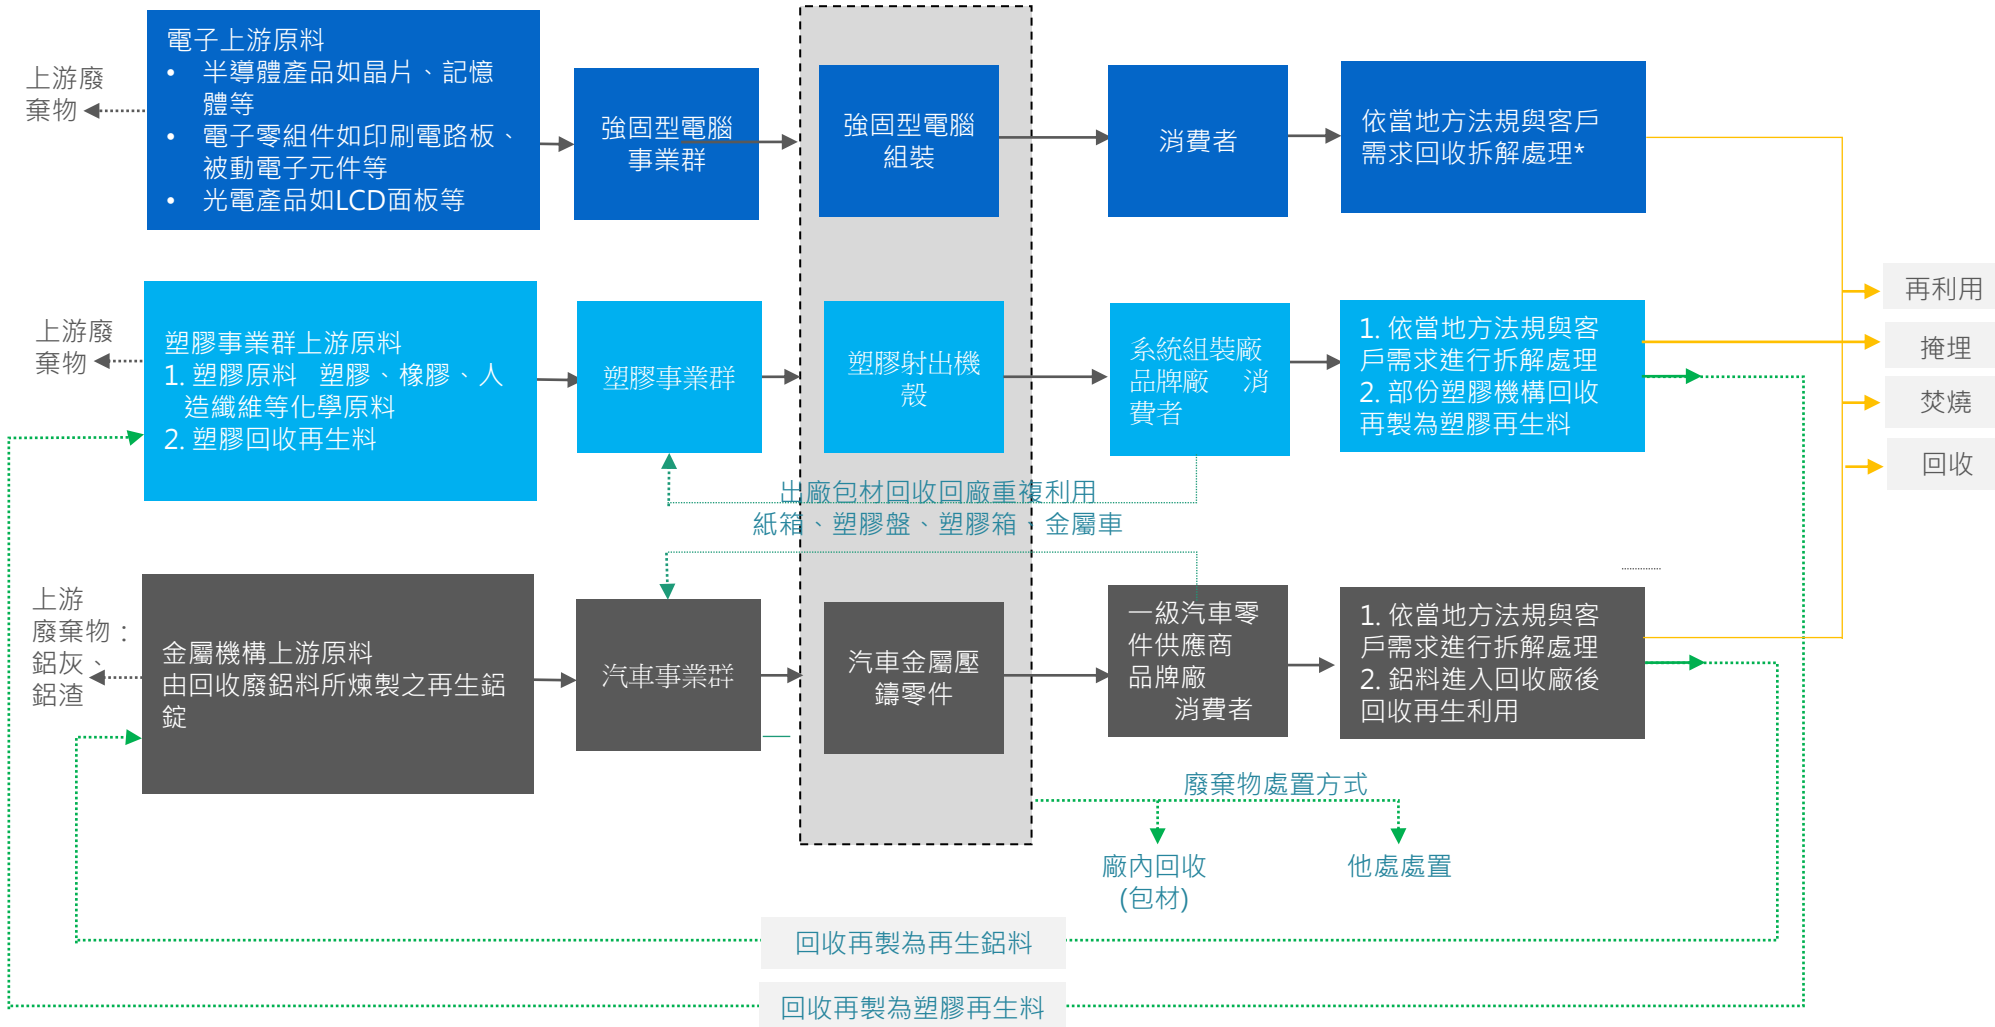 上游廢
棄物
電子上游原料
• 半導體產品如晶片、記憶
體等
• 電子零組件如印刷電路板、
被動電子元件等
• 光電產品如LCD面板等
強固型電腦
事業群
強固型電腦
組裝
消費者
依當地方法規與客戶
需求回收拆解處理*
上游廢
棄物
塑膠事業群上游原料
1. 塑膠原料 塑膠、橡膠、人
造纖維等化學原料
2. 塑膠回收再生料
塑膠事業群
塑膠射出機
殼
系統組裝廠
品牌廠 消
費者
1. 依當地方法規與客
戶需求進行拆解處理
2. 部份塑膠機構回收
再製為塑膠再生料
再利用
掩埋
焚燒
回收
出廠包材回收回廠重複利用
紙箱、塑膠盤、塑膠箱、金屬車
上游
廢棄物：
鋁灰、
鋁渣
金屬機構上游原料
由回收廢鋁料所煉製之再生鋁
錠
汽車事業群
汽車金屬壓
鑄零件
一級汽車零
件供應商
品牌廠
消費者
1. 依當地方法規與客
戶需求進行拆解處理
2. 鋁料進入回收廠後
回收再生利用
廢棄物處置方式
廠內回收
(包材)
他處處置
回收再製為再生鋁料
回收再製為塑膠再生料